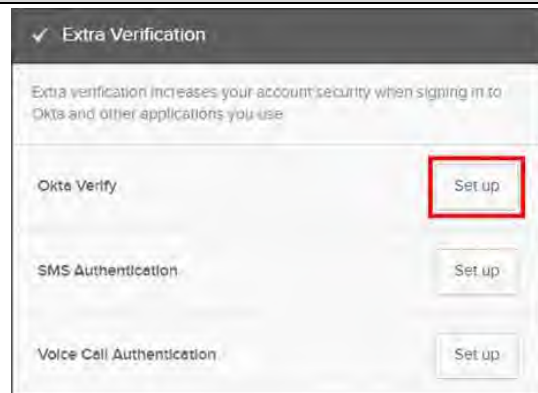 ✓ Extra Verification
Extra verification increases your account security when signing in to
Okta and other applications you use
Okta Verify
Set up
SMS Authentication
Set up
Voice Call Authentication
Set up